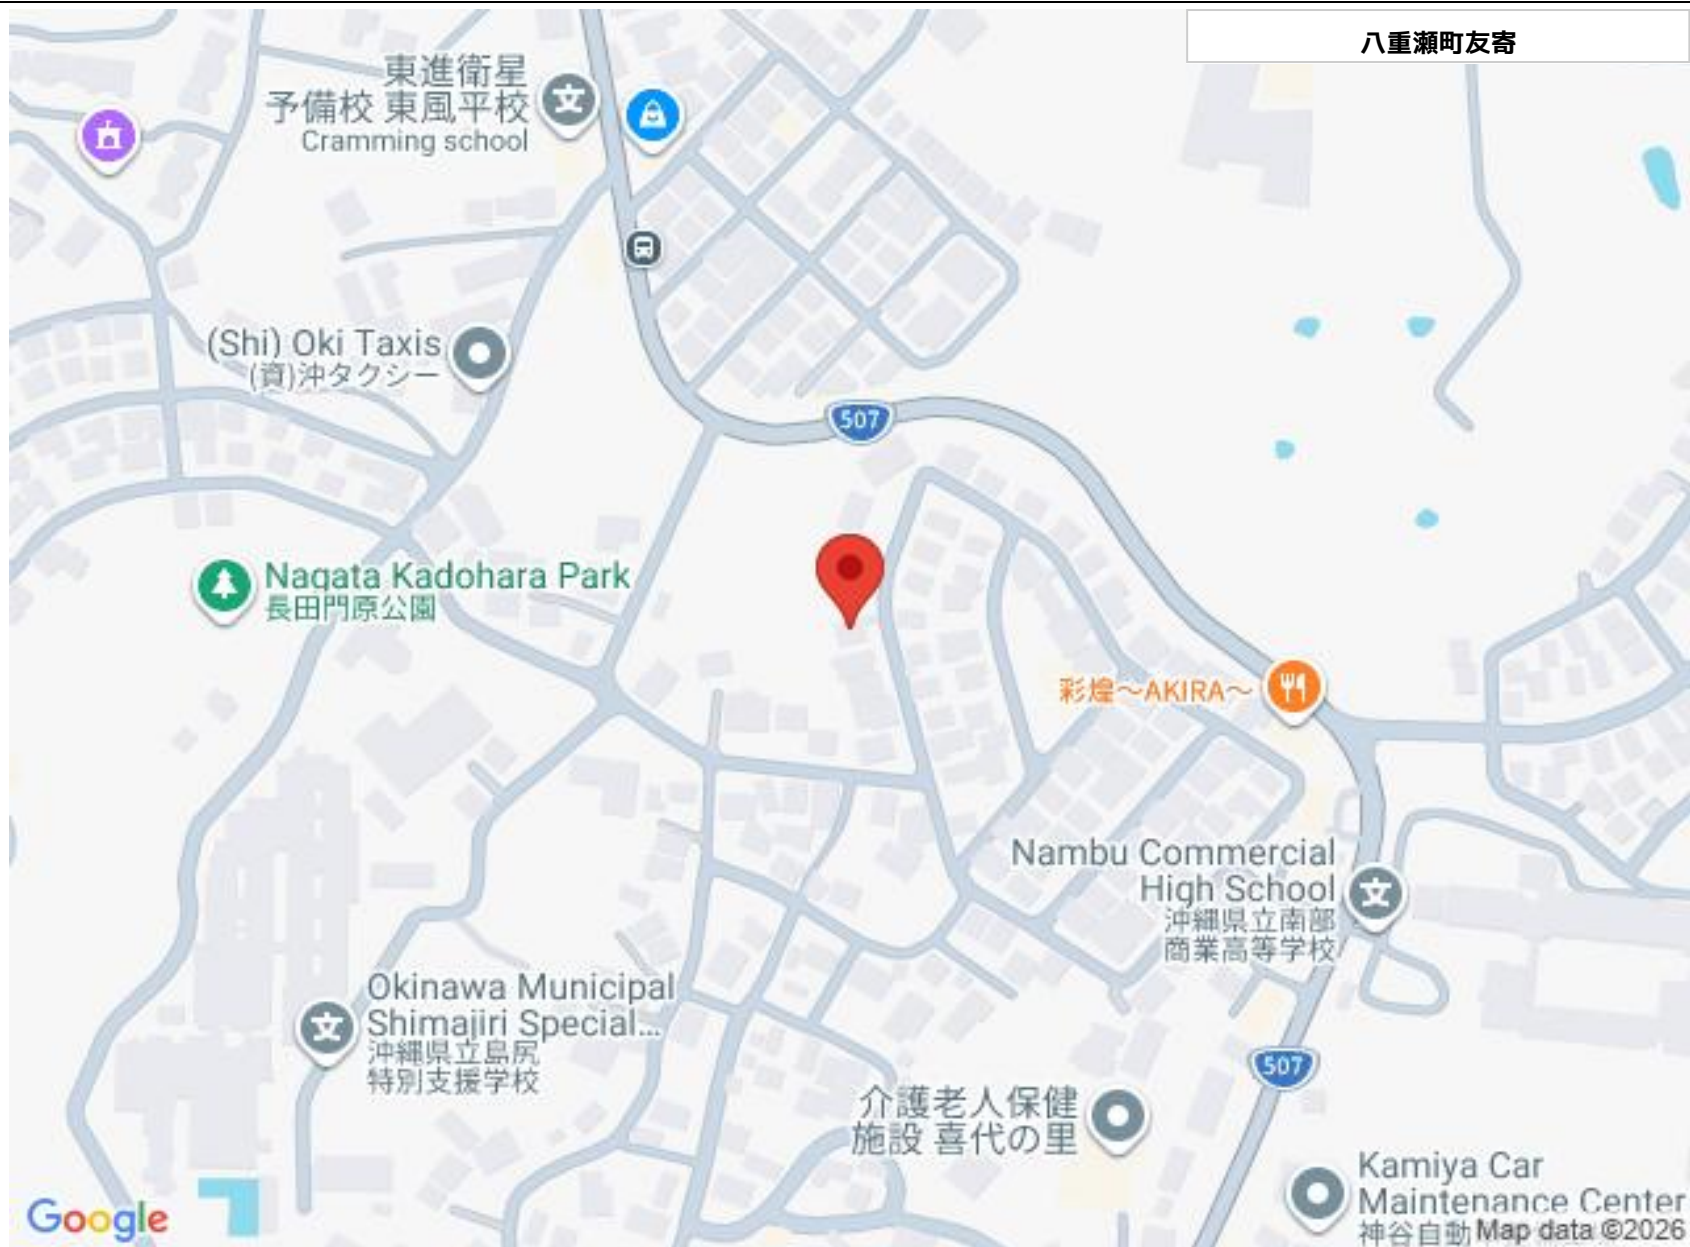 八重瀬町友寄
東進衛星
予備校 東風平校
Cramming school
(Shi) Oki Taxis
(資)沖タクシー
507
Nagata Kadohara Park
長田門原公園
彩煌～AKIRA～
Nambu Commercial
High School
沖縄県立南部
商業高等学校
Okinawa Municipal
Shimajiri Special...
沖縄県立島尻
特別支援学校
507
介護老人保健
施設 喜代の里
Kamiya Car
Maintenance Center
神谷自動
Google
Map data ©2026